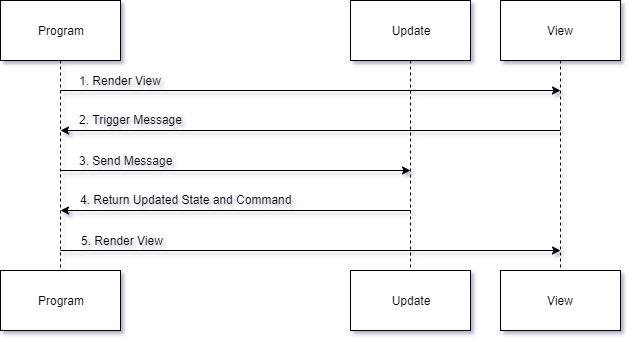 Program
Update
View
1. Render View
2. Trigger Message
3. Send Message
4. Return Updated State and Command
5. Render View
Program
Update
View